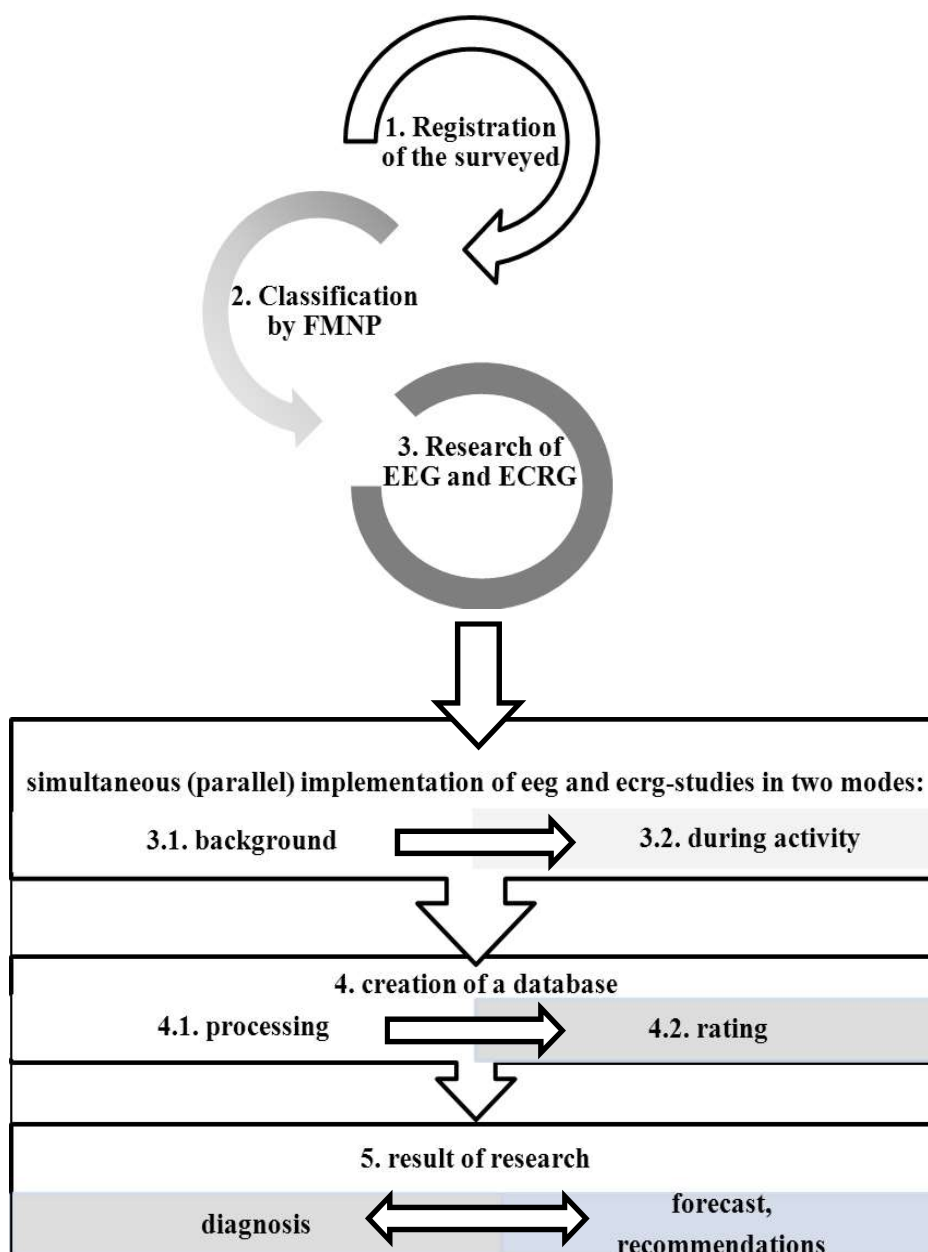 1. Registration
of the surveyed
2. Classification
by FMNP
3. Research of
EEG and ECRG
simultaneous (parallel) implementation of eeg and ecrg-studies in two modes:
3.1. background
3.2. during activity
4. creation of a database
4.1. processing
4.2. rating
5. result of research
diagnosis
forecast,
recommendations